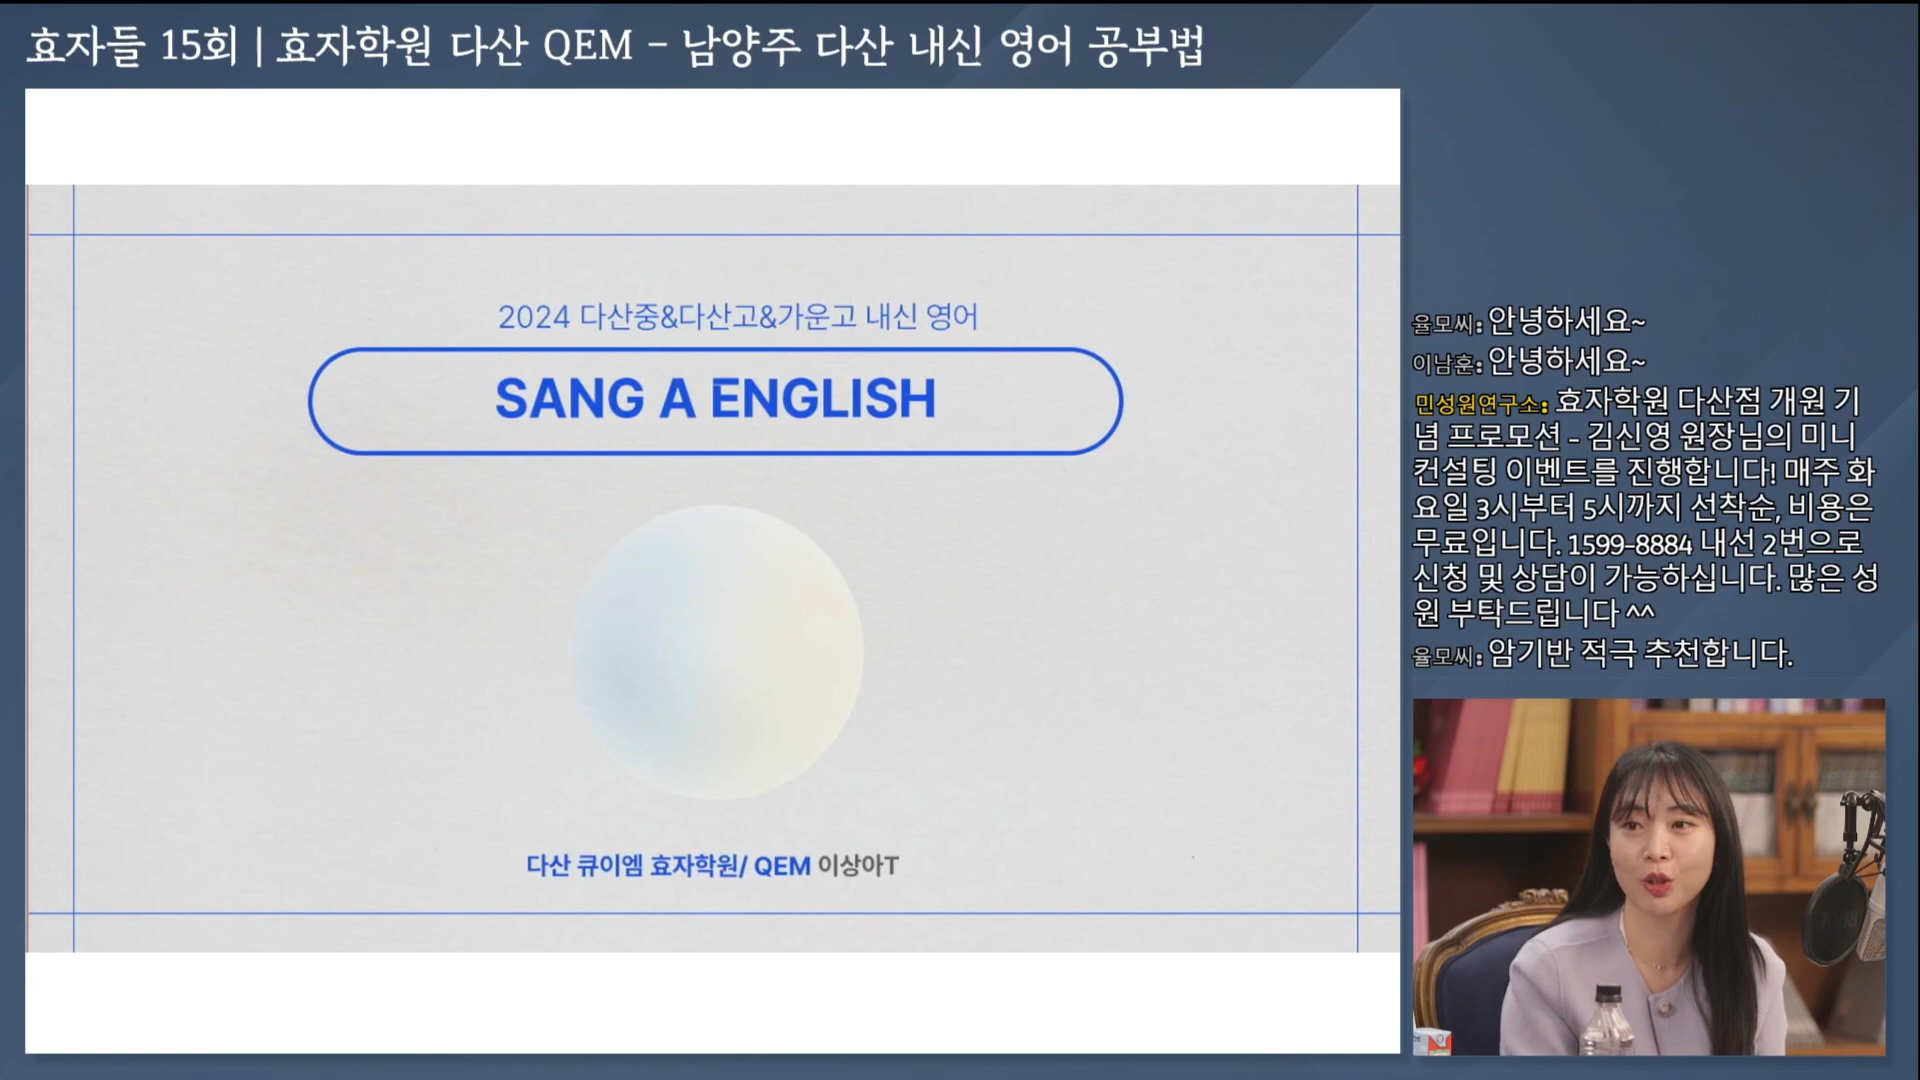 효자들 15회 | 효자학원 다산 QEM - 남양주 다산 내신 영어 공부법
2024 다산중&다산고&가운고 내신 영어
SANG A ENGLISH
다산 큐이엠 효자학원/ QEM 이상아T
율모씨: 안녕하세요~
이남훈: 안녕하세요~
민성원연구소: 효자학원 다산점 개원 기
념 프로모션 - 김신영 원장님의 미니
컨설팅 이벤트를 진행합니다! 매주 화
요일 3시부터 5시까지 선착순, 비용은
무료입니다. 1599-8884 내선 2번으로
신청 및 상담이 가능하십니다. 많은 성
원 부탁드립니다 ^^
율모씨: 암기반 적극 추천합니다.